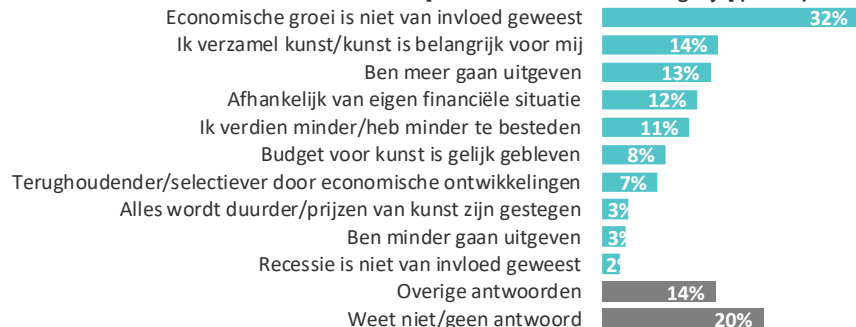 Economische groei is niet van invloed geweest 32%
Ik verzamel kunst/kunst is belangrijk voor mij 14%
Ben meer gaan uitgeven 13%
Afhankelijk van eigen financiële situatie 12%
Ik verdien minder/heb minder te besteden 11%
Budget voor kunst is gelijk gebleven 8%
Terughoudender/selectiever door economische ontwikkelingen 7%
Alles wordt duurder/prijzen van kunst zijn gestegen 3%
Ben minder gaan uitgeven 3%
Recessie is niet van invloed geweest 2%
Overige antwoorden 14%
Weet niet/geen antwoord 20%